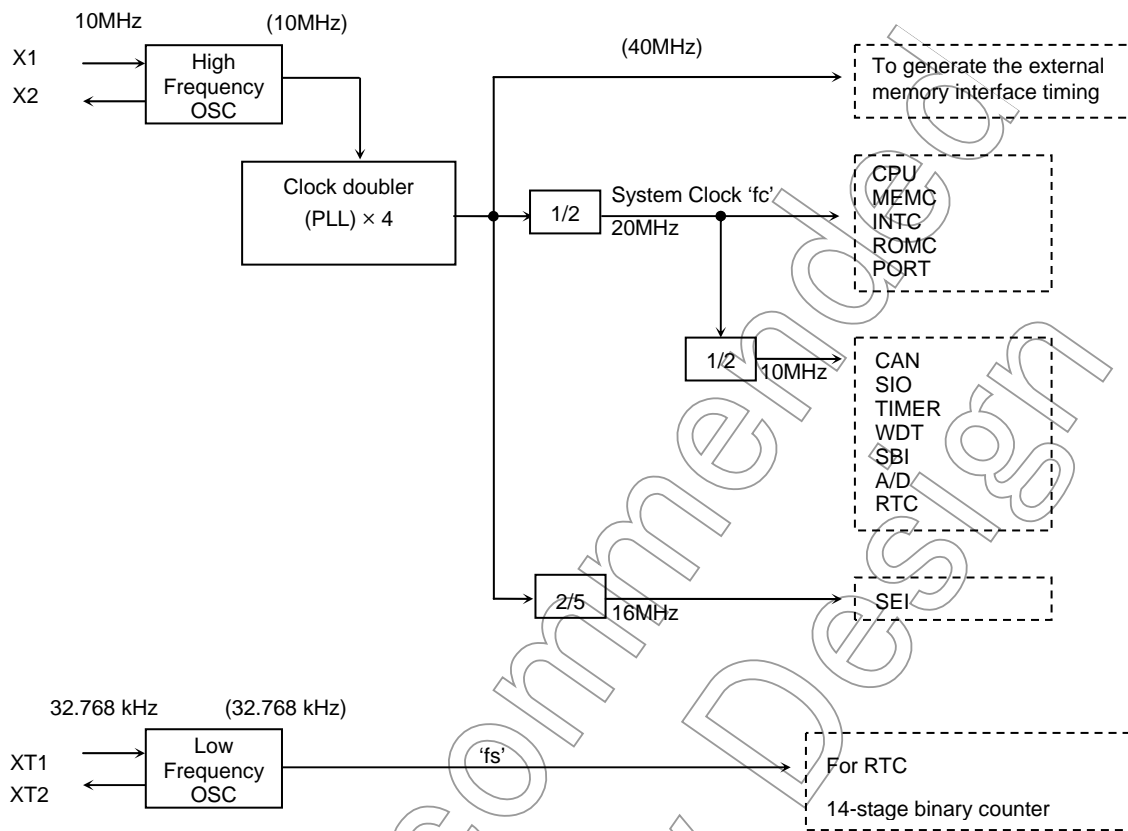 10MHz
(10MHz)
(40MHz)
X1
X2
High
Frequency
OSC
To generate the external
memory interface timing
Clock doubler
(PLL) × 4
1/2
System Clock ‘fc’
20MHz
CPU
MEMC
INTC
ROMC
PORT
1/2
10MHz
CAN
SIO
TIMER
WDT
SBI
A/D
RTC
2/5
16MHz
SEI
32.768 kHz
(32.768 kHz)
XT1
XT2
Low
Frequency
OSC
‘fs’
For RTC
14-stage binary counter
ommended
Design